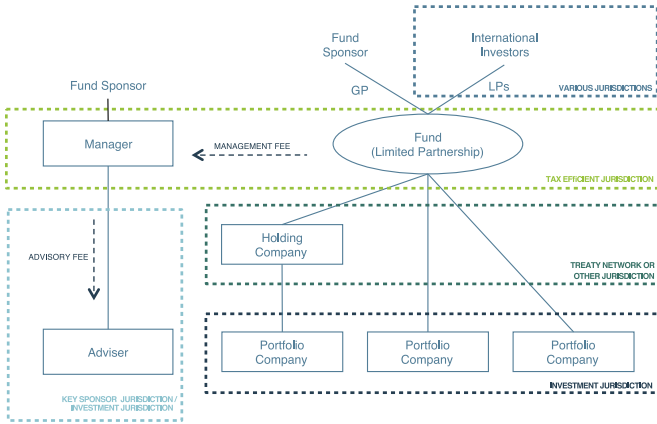 Fund
Sponsor
International
Investors
Fund Sponsor
GP
LPs
VARIOUS JURISDICTIONS
Manager
MANAGEMENT FEE
Fund
(Limited Partnership)
TAX EFFICIENT JURISDICTION
Holding
Company
ADVISORY FEE
TREATY NETWORK OR
OTHER JURISDICTION
Adviser
Portfolio
Company
Portfolio
Company
Portfolio
Company
INVESTMENT JURISDICTION
KEY SPONSOR JURISDICTION /
INVESTMENT JURISDICTION